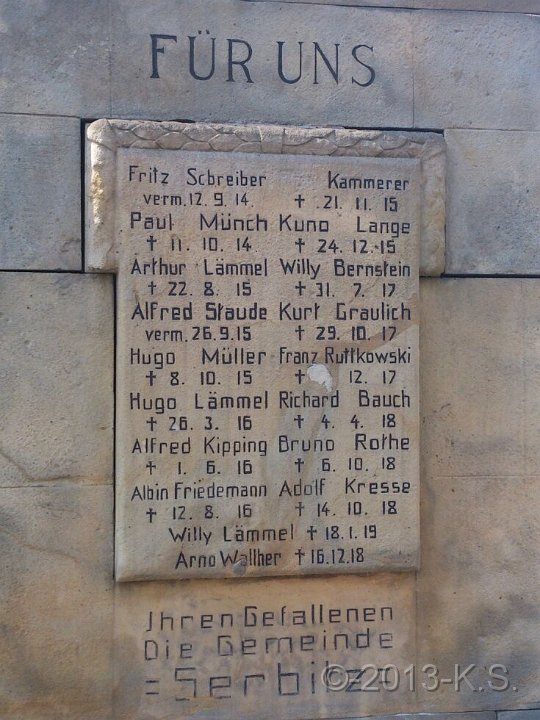 FÜR UNS
Fritz Schreiber Kammerer
verm. 12. 9. 14. ✝ 21. 11. 15
Paul Münch Kuno Lange
✝ 11. 10. 14 ✝ 24. 12. 15
Arthur Lämmel Willy Bernstein
✝ 22. 8. 15 ✝ 31. 7. 17
Alfred Staude Kurt Graulich
verm. 26.9.15 ✝ 29. 10. 17
Hugo Müller Franz Ruttkowski
✝ 8. 10. 15 ✝ 12. 17
Hugo Lämmel Richard Bauch
✝ 26. 3. 16 ✝ 4. 4. 18
Alfred Kipping Bruno Rothe
✝ 1. 6. 16 ✝ 6. 10. 18
Albin Friedemann Adolf Kresse
✝ 12. 8. 16 ✝ 14. 10. 18
Willy Lämmel ✝ 18.1.19
Arno Wallher ✝ 16.12.18
Ihren Gefallenen
Die Gemeinde
=Serbitz=
© 2013-K.S.